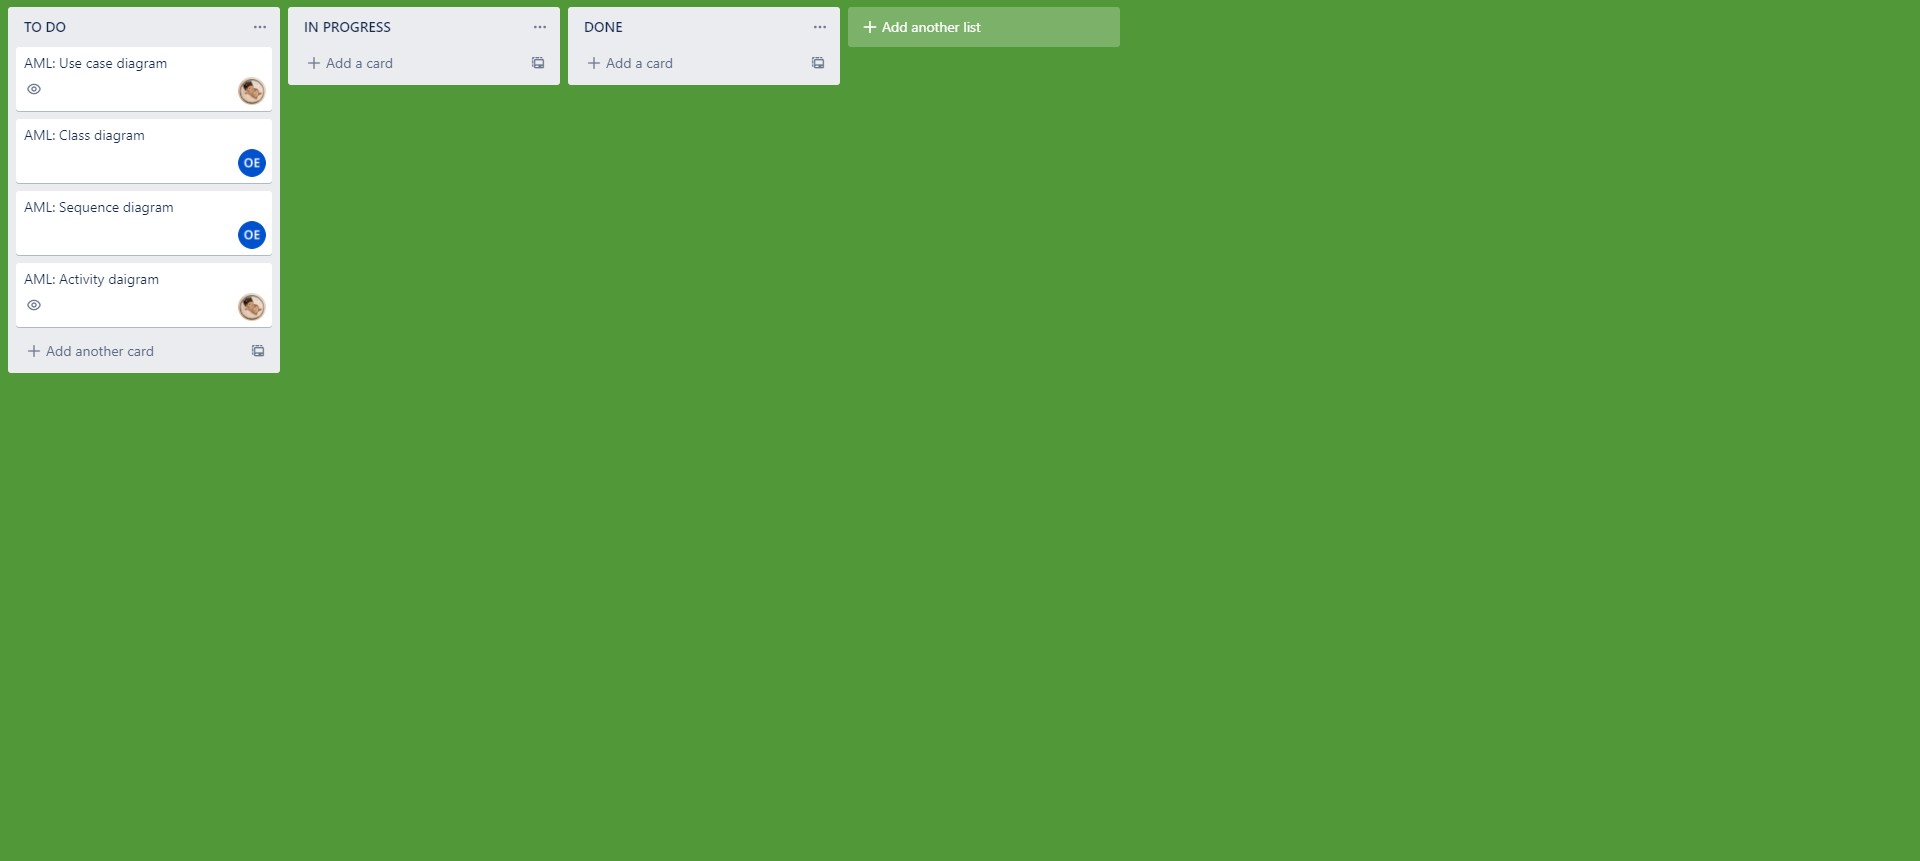 TO DO
AML: Use case diagram
AML: Class diagram
OE
AML: Sequence diagram
OE
AML: Activity daigram
Add another card
IN PROGRESS
Add a card
DONE
Add a card
Add another list